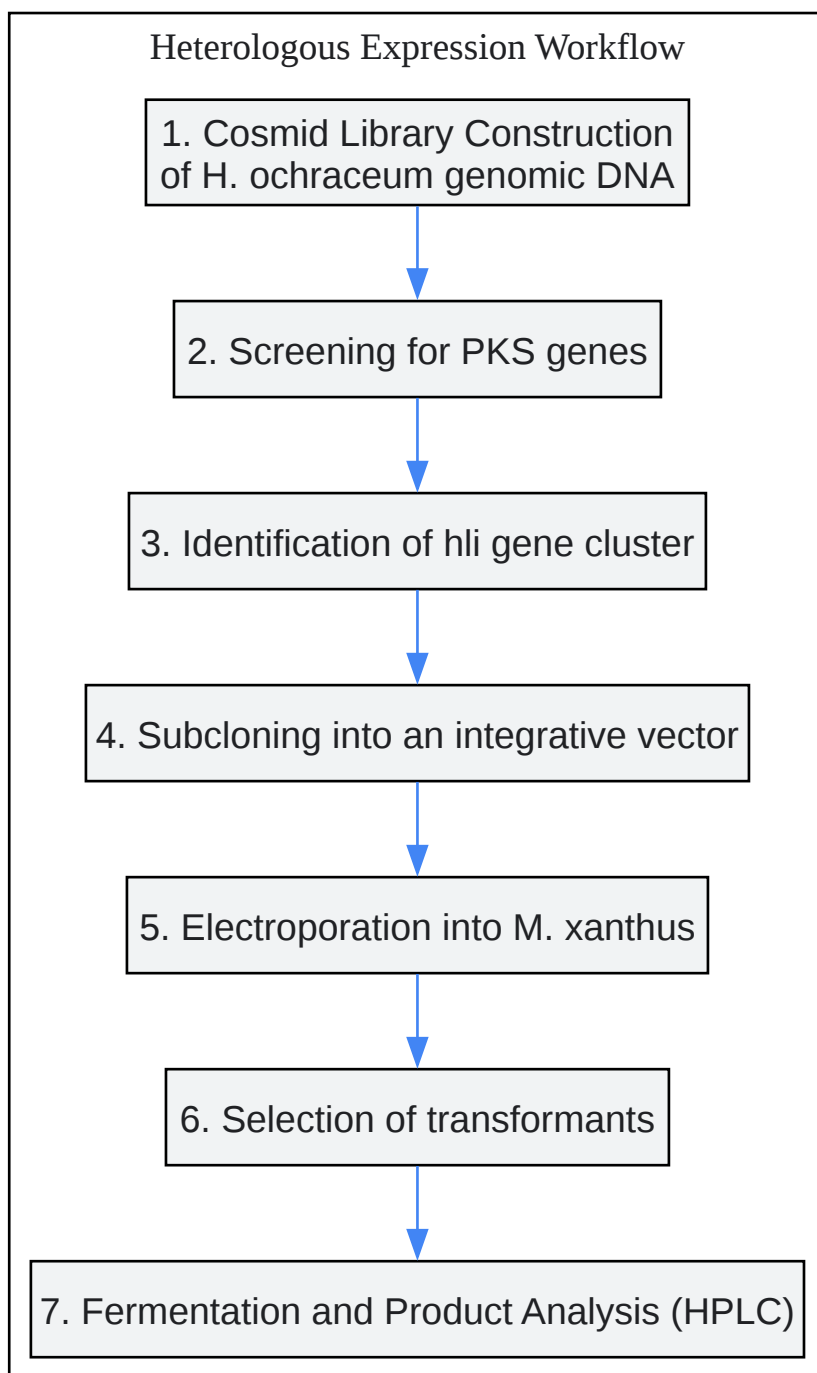 Heterologous Expression Workflow
1. Cosmid Library Construction
of H. ochraceum genomic DNA
2. Screening for PKS genes
3. Identification of hli gene cluster
4. Subcloning into an integrative vector
5. Electroporation into M. xanthus
6. Selection of transformants
7. Fermentation and Product Analysis (HPLC)